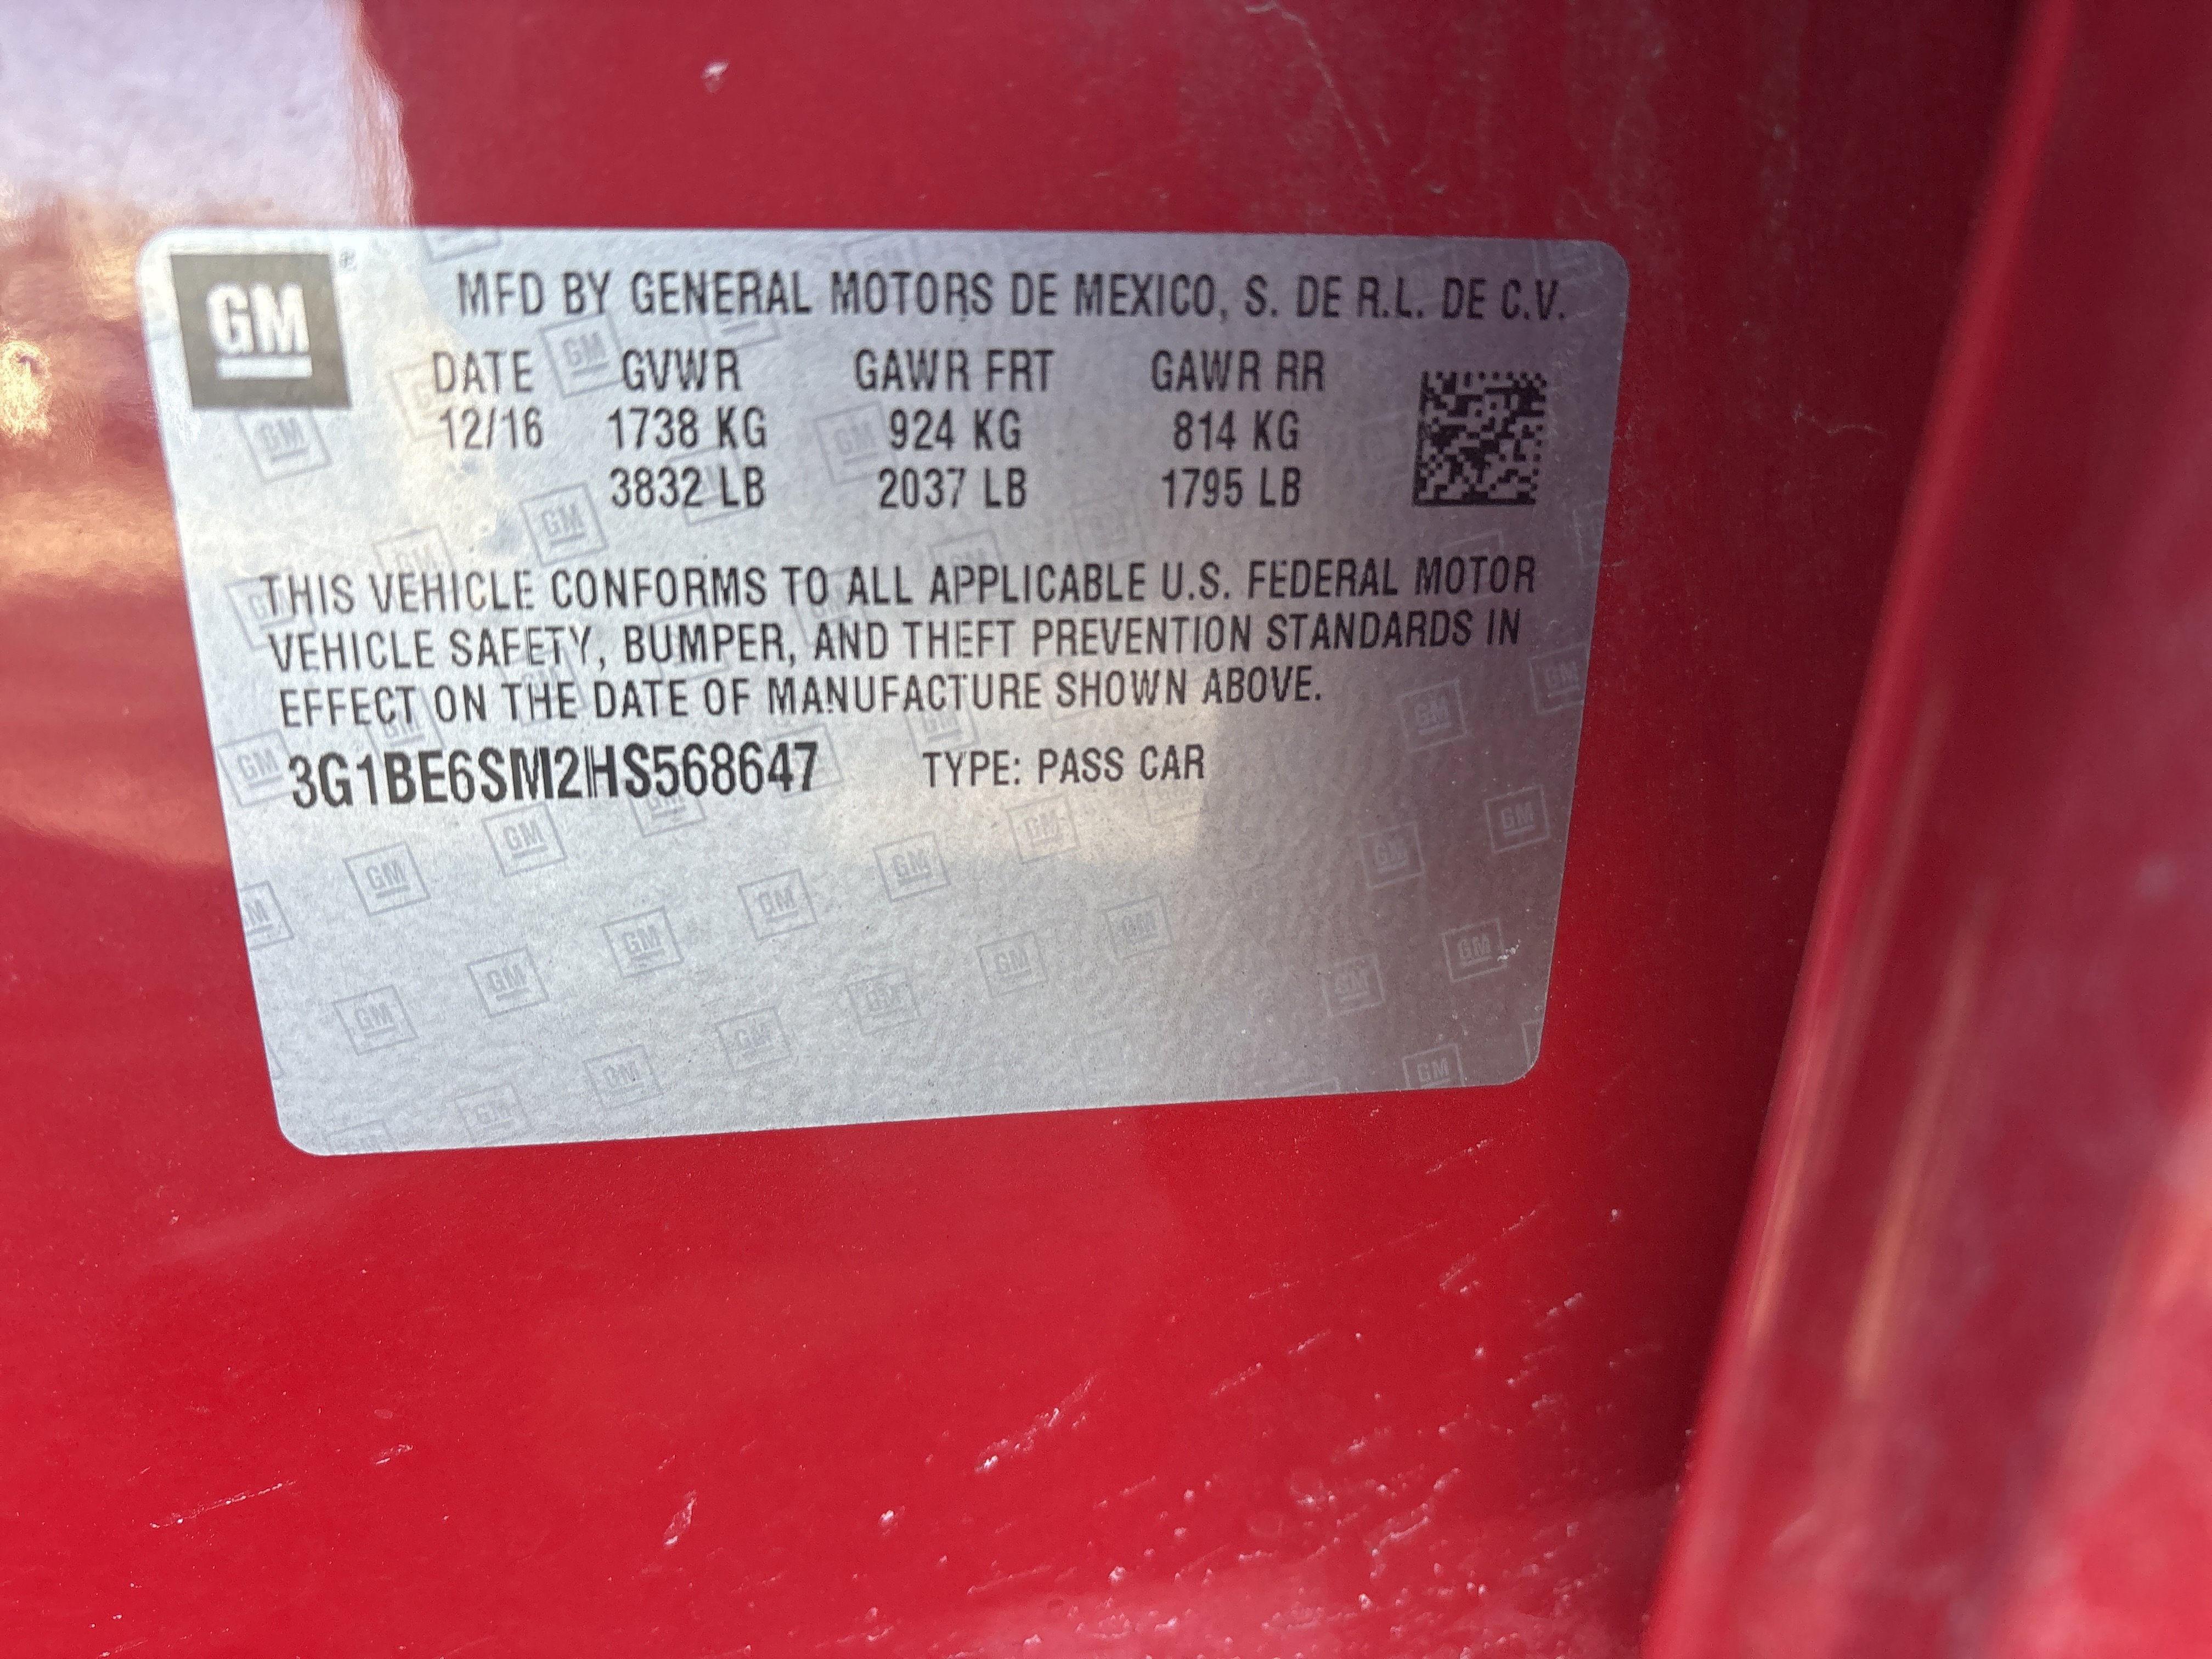 GM ®
MFD BY GENERAL MOTORS DE MEXICO, S. DE R.L. DE C.V.
DATE GVWR GAWR FRT GAWR RR
12/16 1738 KG 924 KG 814 KG
3832 LB 2037 LB 1795 LB
THIS VEHICLE CONFORMS TO ALL APPLICABLE U.S. FEDERAL MOTOR
VEHICLE SAFETY, BUMPER, AND THEFT PREVENTION STANDARDS IN
EFFECT ON THE DATE OF MANUFACTURE SHOWN ABOVE.
3G1BE6SM2HS568647 TYPE: PASS CAR